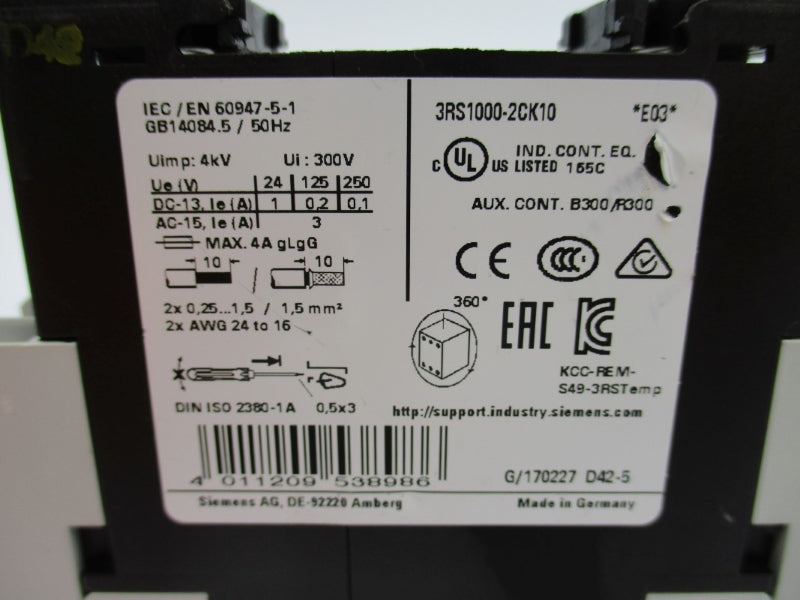 D42
IEC / EN 60947-5-1
GB14084.5 / 50Hz
Uimp: 4kV Ui : 300V
Ue (V) 24 125 250
DC-13, Ie (A) 1 0,2 0,1
AC-15, Ie (A) 3
MAX. 4A gLgG
10 / 10
2x 0,25...1,5 / 1,5 mm²
2x AWG 24 to 16
DIN ISO 2380-1A 0,5x3
4 011209 538986
Siemens AG, DE-92220 Amberg
3RS1000-2CK10 *E03*
C UL US IND. CONT. EQ.
LISTED 165C
AUX. CONT. B300/R300
CE CCC
360°
EAC KC
KCC-REM-
S49-3RSTemp
http://support.industry.siemens.com
G/170227 D42-5
Made in Germany